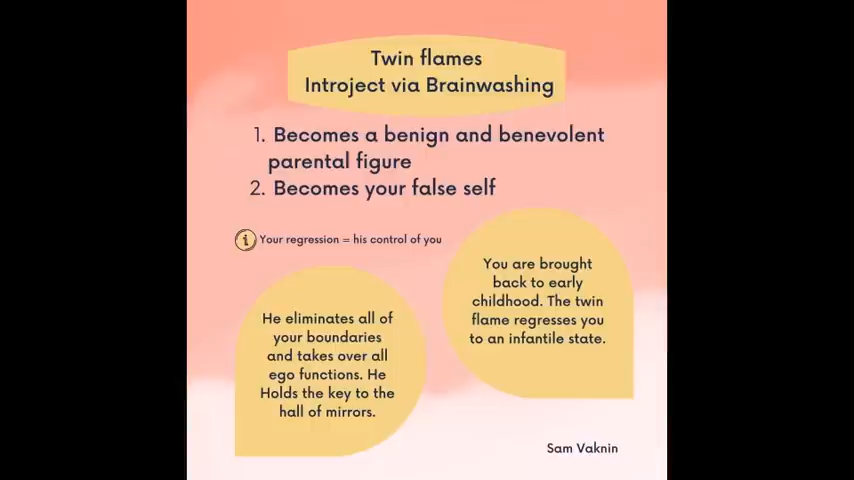 Twin flames
Introject via Brainwashing
1. Becomes a benign and benevolent
parental figure
2. Becomes your false self
i Your regression = his control of you
You are brought
back to early
childhood. The twin
flame regresses you
to an infantile state.
He eliminates all of
your boundaries
and takes over all
ego functions. He
Holds the key to the
hall of mirrors.
Sam Vaknin